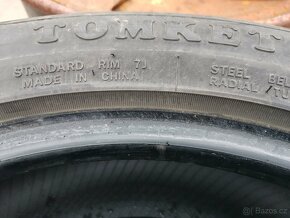 TOMKET
STANDARD RIM 7J
MADE IN CHINA
STEEL BEL
RADIAL /TU
Bazos.cz